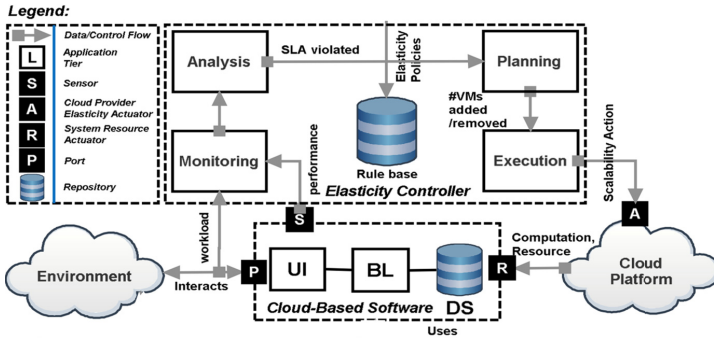 Legend:
Data/Control Flow
L
Application
Tier
S
Sensor
A
Cloud Provider
Elasticity Actuator
R
System Resource
Actuator
P
Port
Repository
Analysis
SLA violated
Elasticity
Policies
Planning
#VMs
added
/removed
Monitoring
performance
Rule base
Execution
Elasticity Controller
Scalability Action
workload
S
A
Environment
Interacts
P
UI
BL
DS
R
Computation,
Resource
Cloud
Platform
Cloud-Based Software
Uses